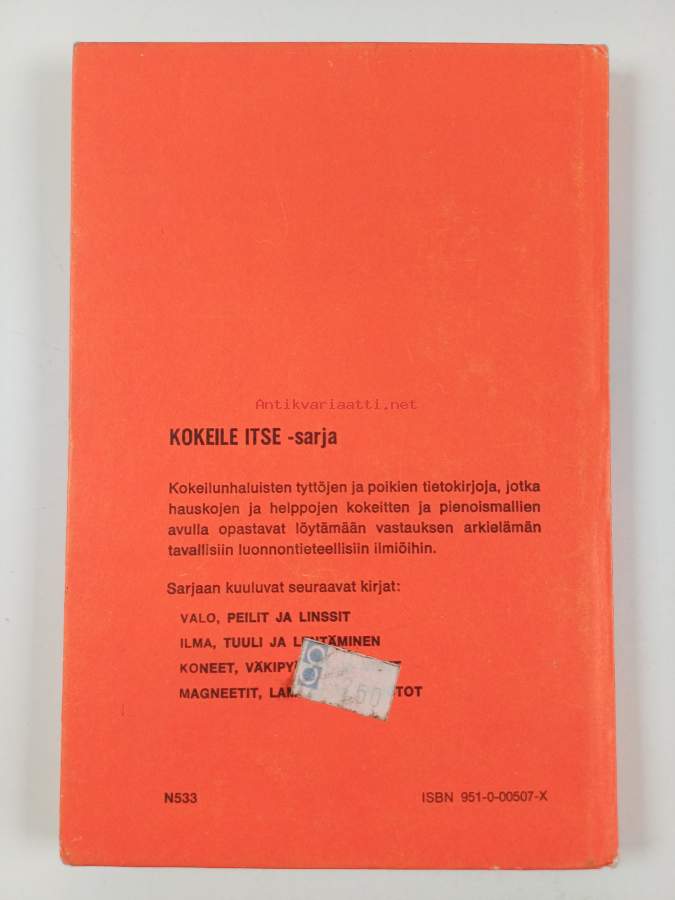 Antikvariaatti.net
KOKEILE ITSE -sarja
Kokeilunhaluisten tyttöjen ja poikien tietokirjoja, jotka
hauskojen ja helppojen kokeitten ja pienoismallien
avulla opastavat löytämään vastauksen arkielämän
tavallisiin luonnontieteellisiin ilmiöihin.
Sarjaan kuuluvat seuraavat kirjat:
VALO, PEILIT JA LINSSIT
ILMA, TUULI JA LENTÄMINEN
KONEET,
MAGNEETIT,
N533
ISBN 951-0-00507-X